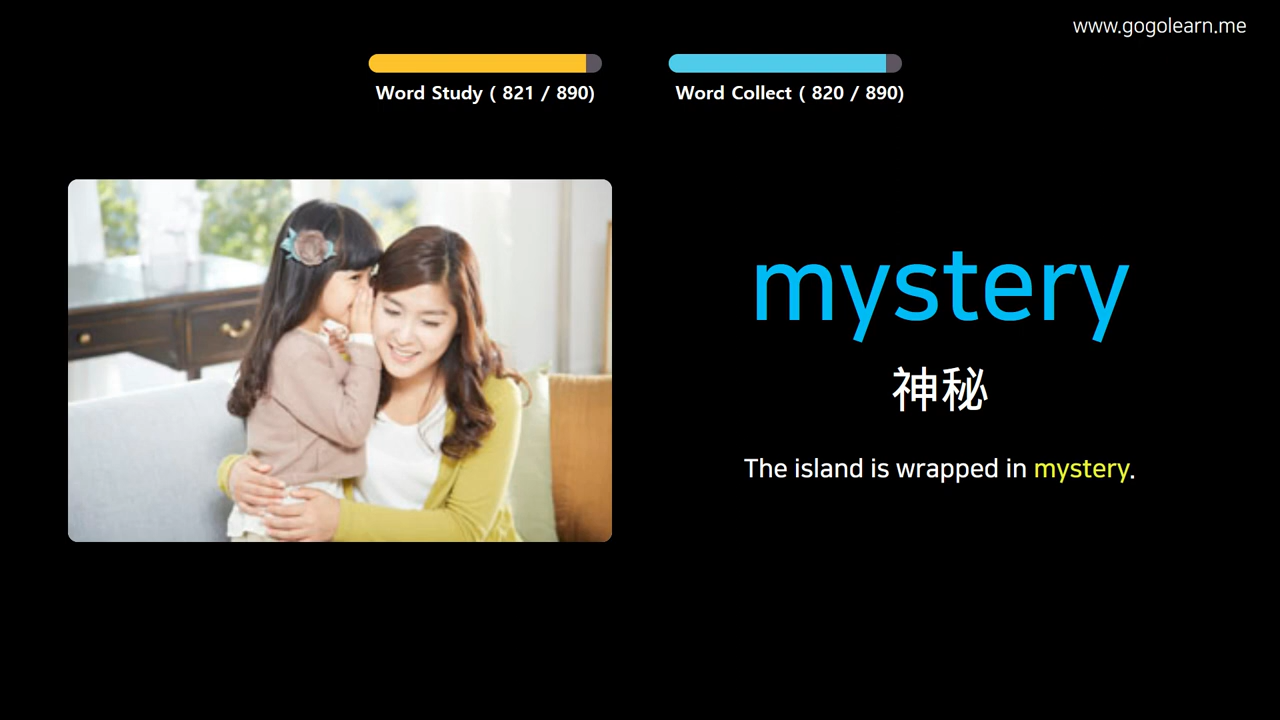 www.gogolearn.me
Word Study ( 821 / 890)
Word Collect ( 820 / 890)
mystery
神秘
The island is wrapped in mystery.